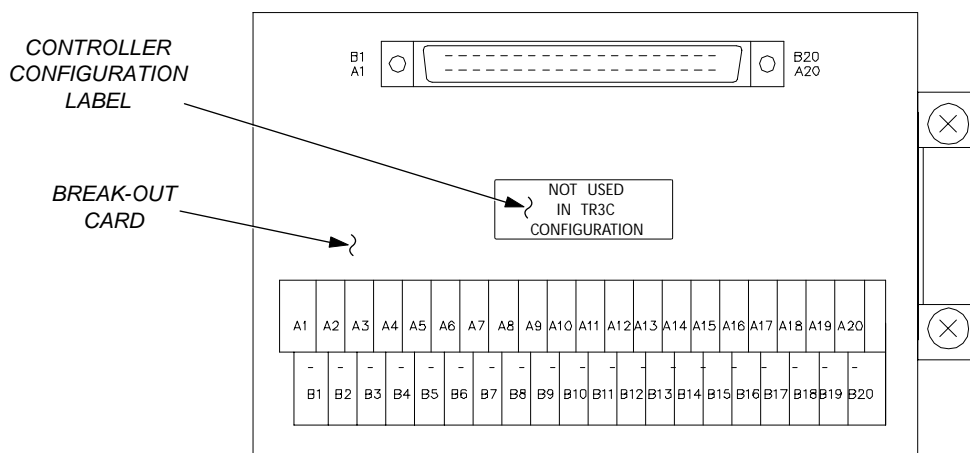 CONTROLLER
CONFIGURATION
LABEL
B1
A1
B20
A20
BREAK-OUT
CARD
NOT USED
IN TR3C
CONFIGURATION
A1 A2 A3 A4 A5 A6 A7 A8 A9 A10 A11 A12 A13 A14 A15 A16 A17 A18 A19 A20
B1 B2 B3 B4 B5 B6 B7 B8 B9 B10 B11 B12 B13 B14 B15 B16 B17 B18 B19 B20